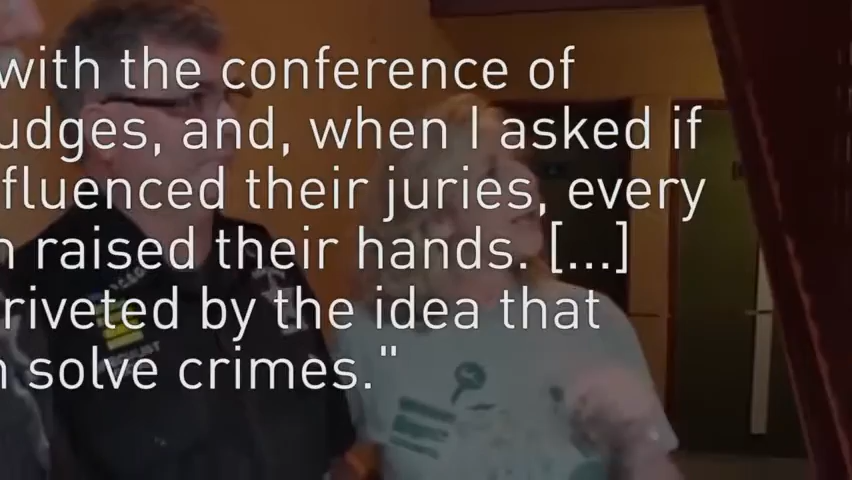 with the conference of
udges, and, when I asked if
fluenced their juries, every
n raised their hands. [...]
riveted by the idea that
n solve crimes."